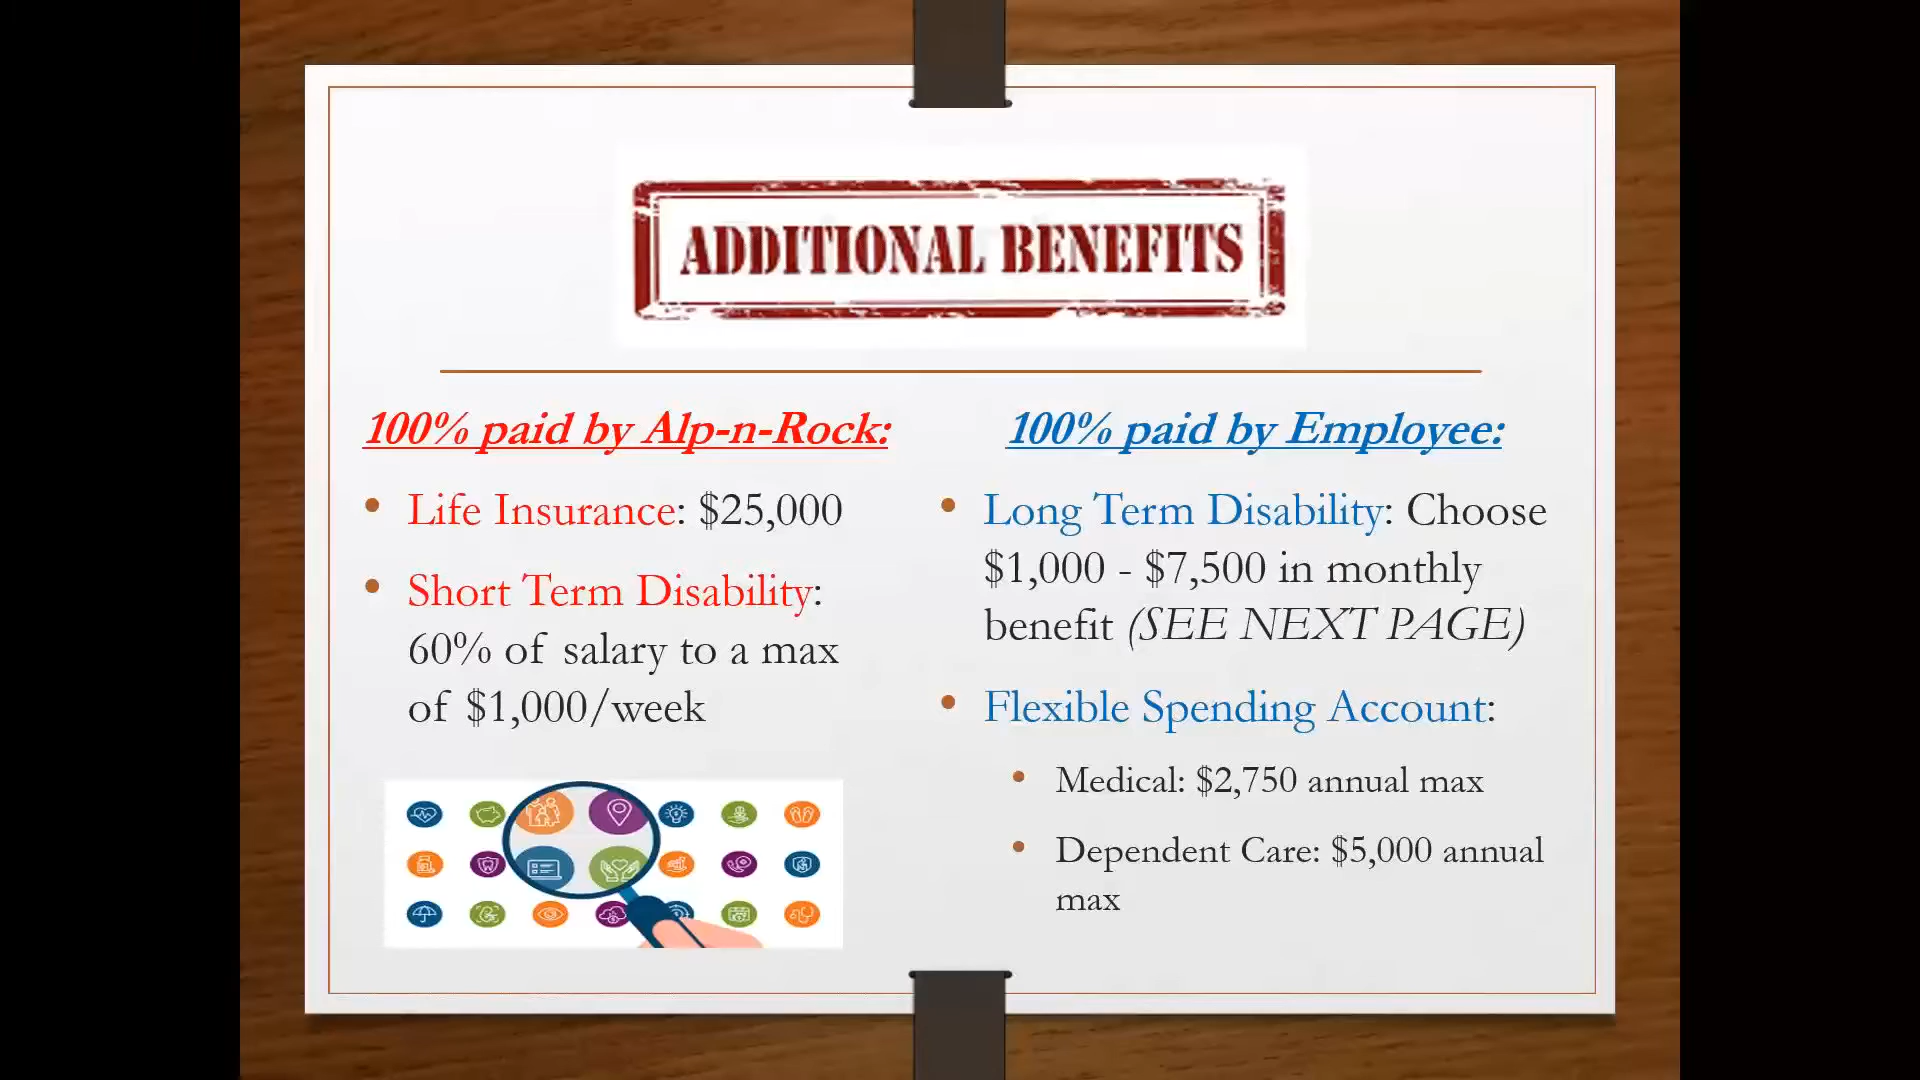 ADDITIONAL BENEFITS
100% paid by Alp-n-Rock:
• Life Insurance: $25,000
• Short Term Disability:
60% of salary to a max
of $1,000/week
100% paid by Employee:
• Long Term Disability: Choose
$1,000 - $7,500 in monthly
benefit (SEE NEXT PAGE)
• Flexible Spending Account:
• Medical: $2,750 annual max
• Dependent Care: $5,000 annual
max